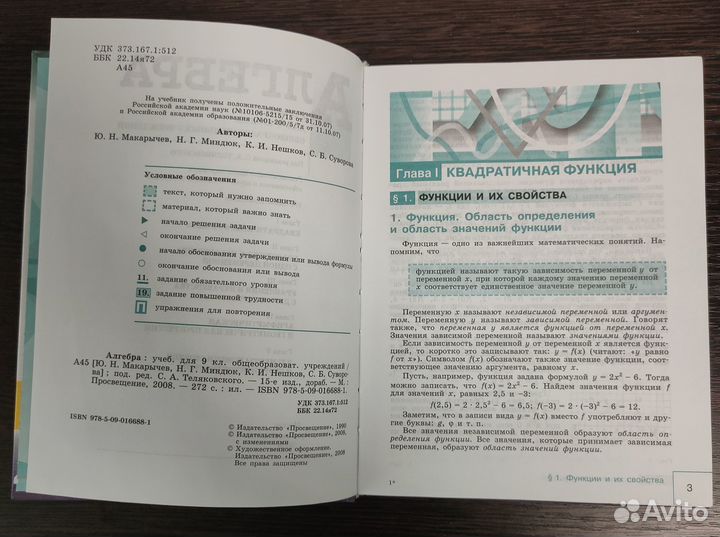 УДК 373.167.1:512
ББК 22.14я72
А45
АЛГЕБРА
На учебник получены положительные заключения
Российской академии наук (№10106-5215/15 от 31.10.07)
и Российской академии образования (№01-200/5/7д от 11.10.07)
Авторы:
Ю. Н. Макарычев, Н. Г. Миндюк, К. И. Нешков, С. Б. Суворова
Условные обозначения
текст, который нужно запомнить
материал, который важно знать
начало решения задачи
окончание решения задачи
начало обоснования утверждения или вывода формулы
окончание обоснования или вывода
11. задание обязательного уровня
19. задание повышенной трудности
П упражнения для повторения
Алгебра : учеб. для 9 кл. общеобразоват. учреждений /
А45 [Ю. Н. Макарычев, Н. Г. Миндюк, К. И. Нешков, С. Б. Суворова] ; под ред. С. А. Теляковского. — 15-е изд., дораб. — М. :
Просвещение, 2008. — 272 с. : ил. — ISBN 978-5-09-016688-1.
УДК 373.167.1:512
ББК 22.14я72
ISBN 978-5-09-016688-1
© Издательство «Просвещение», 1990
© Издательство «Просвещение», 2008,
с изменениями
© Художественное оформление.
Издательство «Просвещение», 2008
Все права защищены
Глава I КВАДРАТИЧНАЯ ФУНКЦИЯ
§ 1. ФУНКЦИИ И ИХ СВОЙСТВА
1. Функция. Область определения
и область значений функции
Функция — одно из важнейших математических понятий. На-
помним, что
функцией называют такую зависимость переменной y от
переменной x, при которой каждому значению переменной
x соответствует единственное значение переменной y.
Переменную x называют независимой переменной или аргумен-
том. Переменную y называют зависимой переменной. Говорят
также, что переменная y является функцией от переменной x.
Значения зависимой переменной называют значениями функции.
Если зависимость переменной y от переменной x является функ-
цией, то коротко это записывают так: y = f(x) (читают: «y равно
f от x»). Символом f(x) обозначают также значение функции, соот-
ветствующее значению аргумента, равному x.
Пусть, например, функция задана формулой y = 2x² − 6. Тогда
можно записать, что f(x) = 2x² − 6. Найдём значения функции f
для значений x, равных 2,5 и −3:
f(2,5) = 2 · 2,5² − 6 = 6,5; f(−3) = 2 · (−3)² − 6 = 12.
Заметим, что в записи вида y = f(x) вместо f употребляют и дру-
гие буквы: g, φ и т. п.
Все значения независимой переменной образуют область оп-
ределения функции. Все значения, которые принимает зависимая
переменная, образуют область значений функции.
1*
§ 1. Функции и их свойства
3
Avito